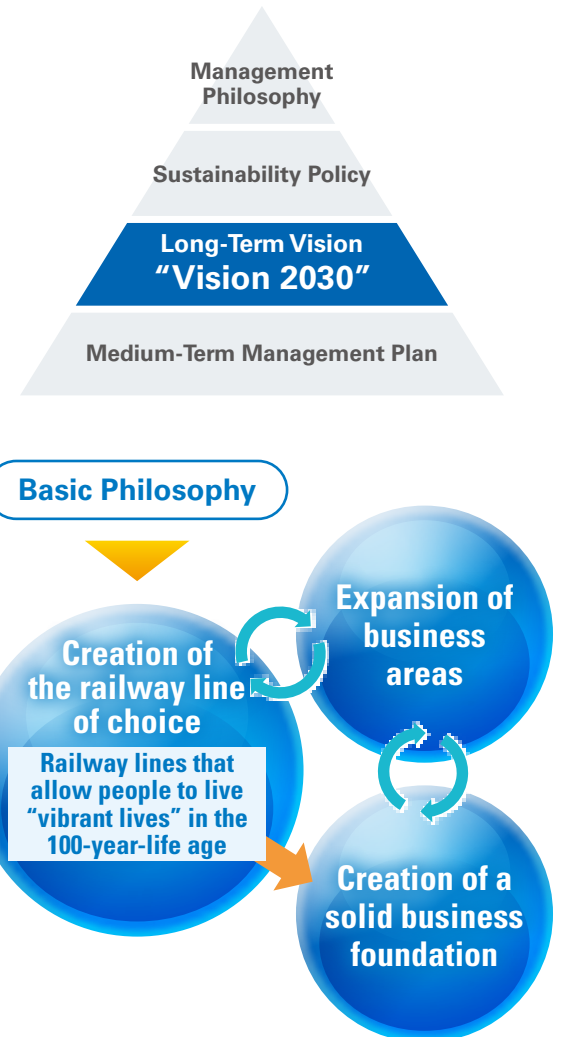 Management
Philosophy
Sustainability Policy
Long-Term Vision
“Vision 2030”
Medium-Term Management Plan
Basic Philosophy
Creation of
the railway line
of choice
Railway lines that
allow people to live
“vibrant lives” in the
100-year-life age
Expansion of
business
areas
Creation of a
solid business
foundation